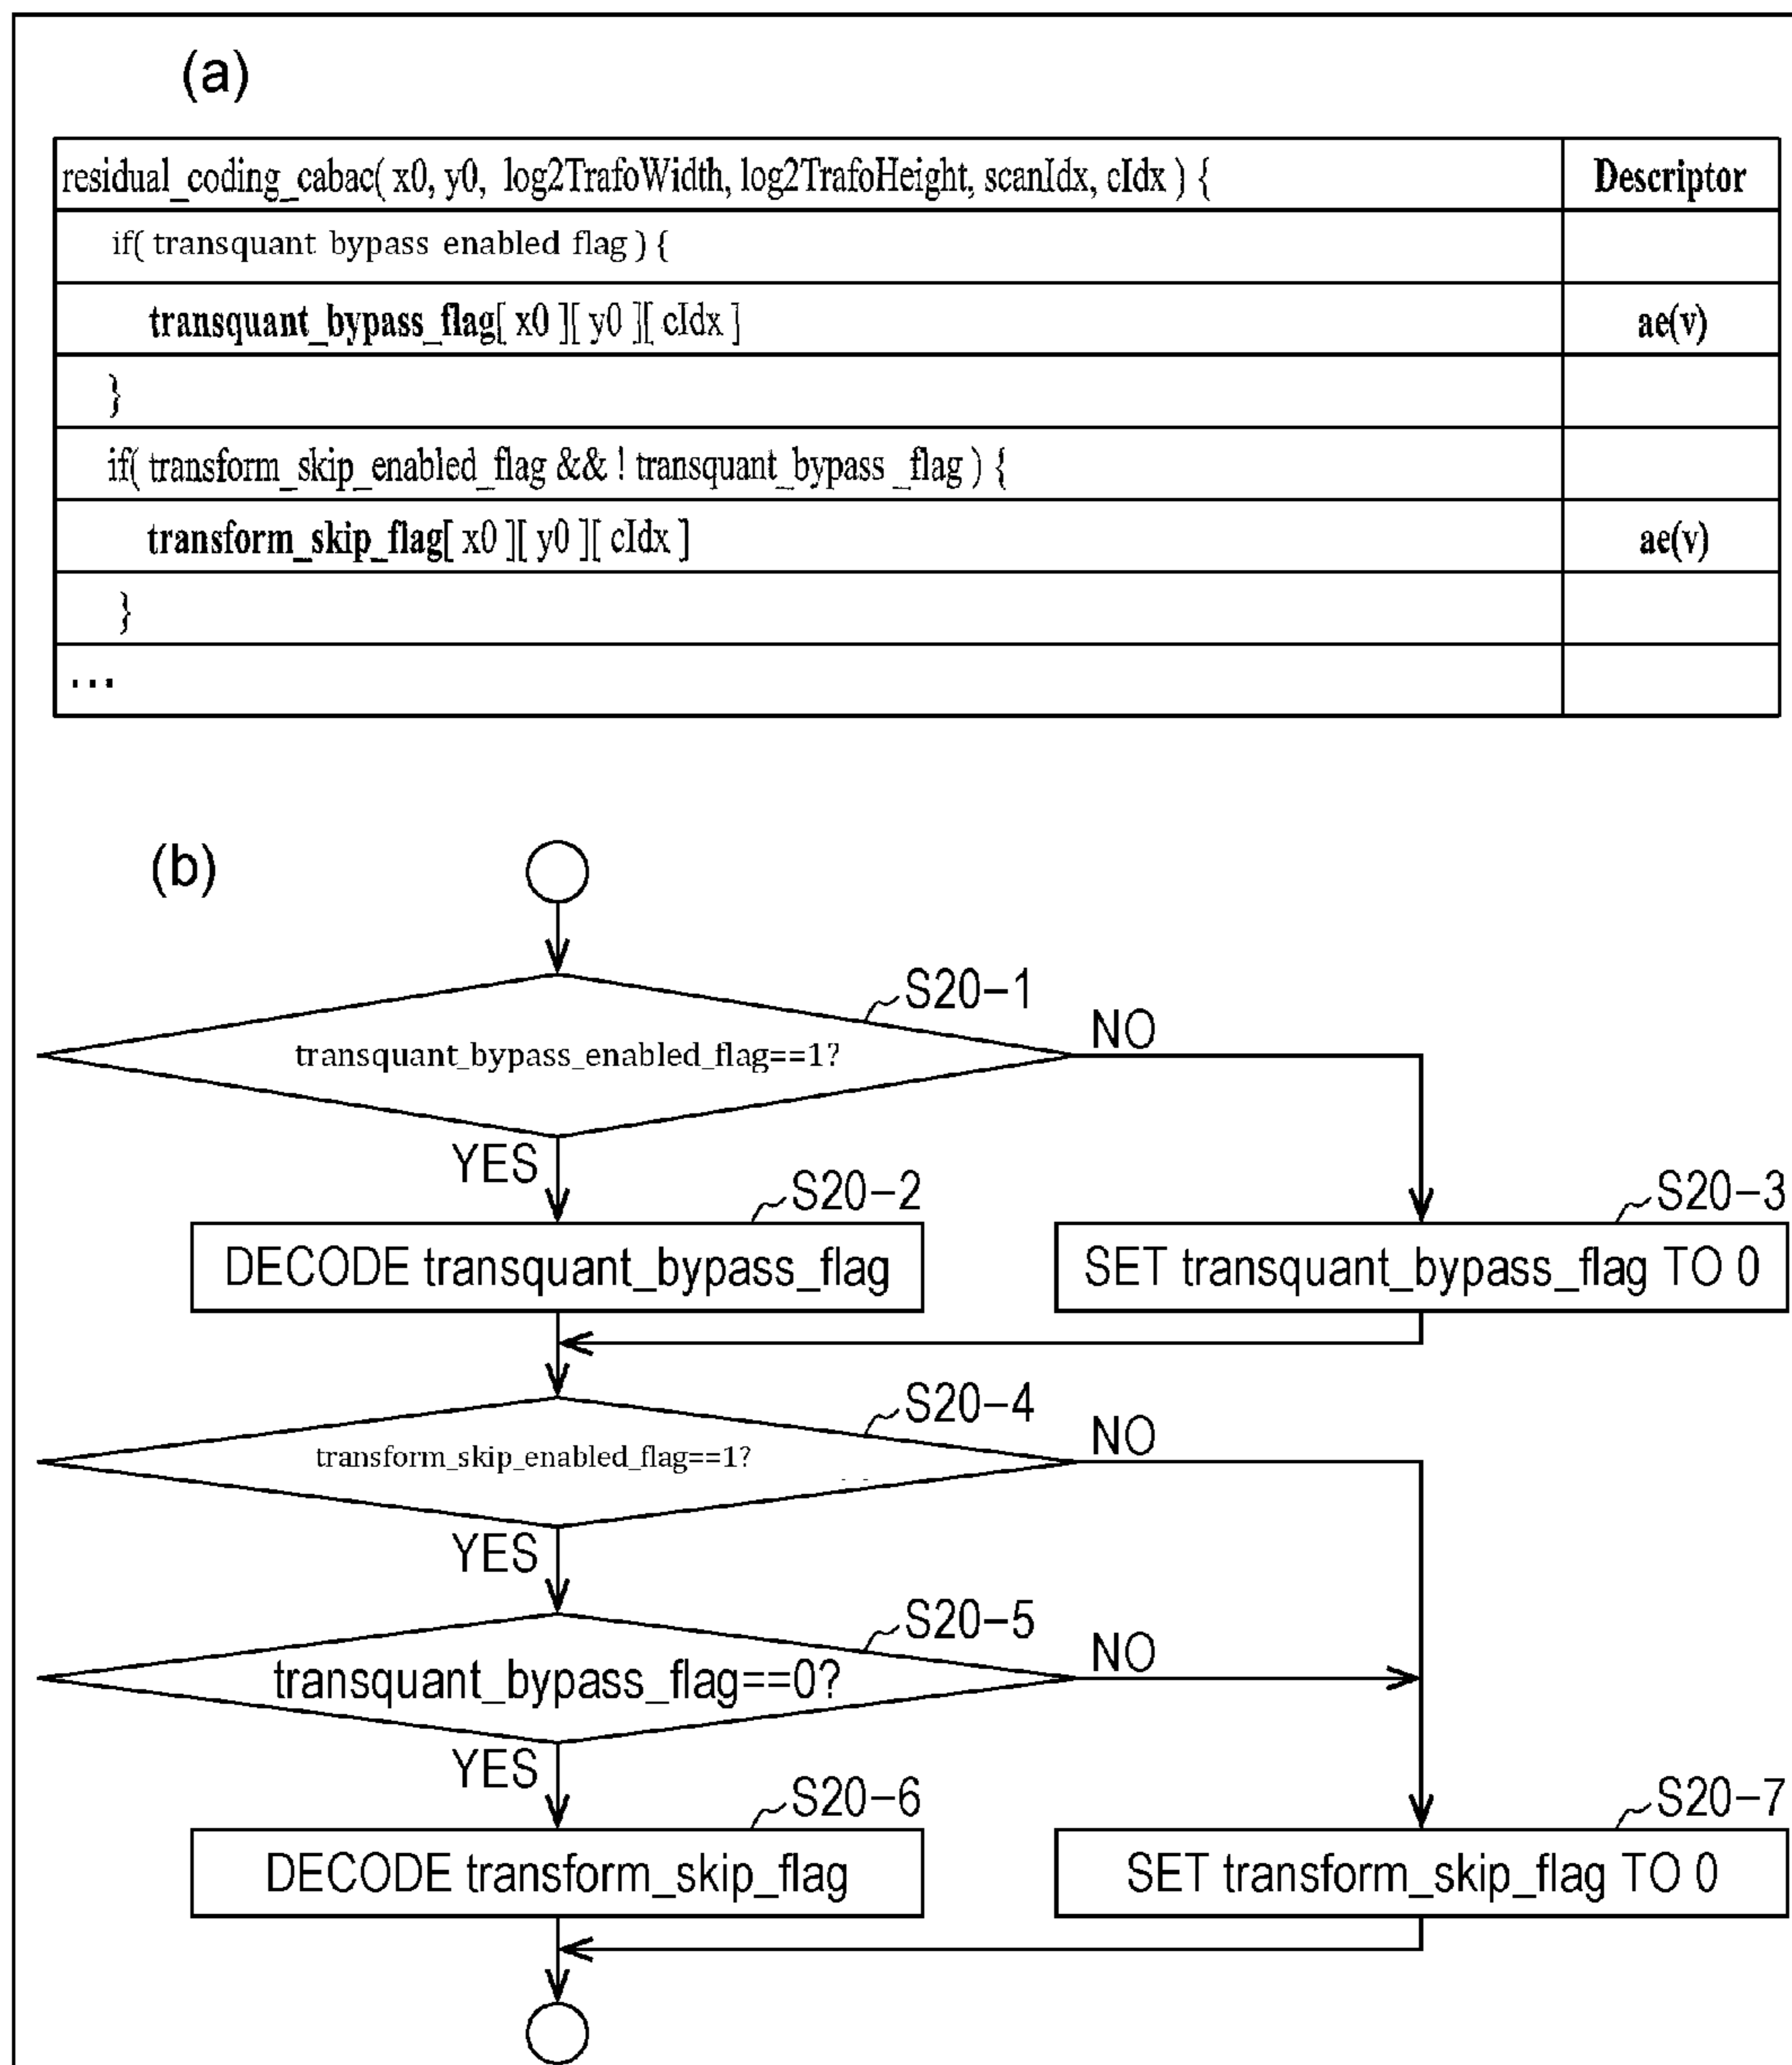 (a)
residual_coding_cabac( x0, y0, log2TrafoWidth, log2TrafoHeight, scanIdx, cIdx ) { Descriptor
if( transquant bypass enabled flag ) {
transquant_bypass_flag[ x0 ][ y0 ][ cIdx ] ae(v)
}
if( transform_skip_enabled_flag && ! transquant_bypass _flag ) {
transform_skip_flag[ x0 ][ y0 ][ cIdx ] ae(v)
}
...
(b)
S20-1
transquant_bypass_enabled_flag==1?
NO
YES
S20-2
S20-3
DECODE transquant_bypass_flag
SET transquant_bypass_flag TO 0
S20-4
transform_skip_enabled_flag==1?
NO
YES
S20-5
transquant_bypass_flag==0?
NO
YES
S20-6
S20-7
DECODE transform_skip_flag
SET transform_skip_flag TO 0